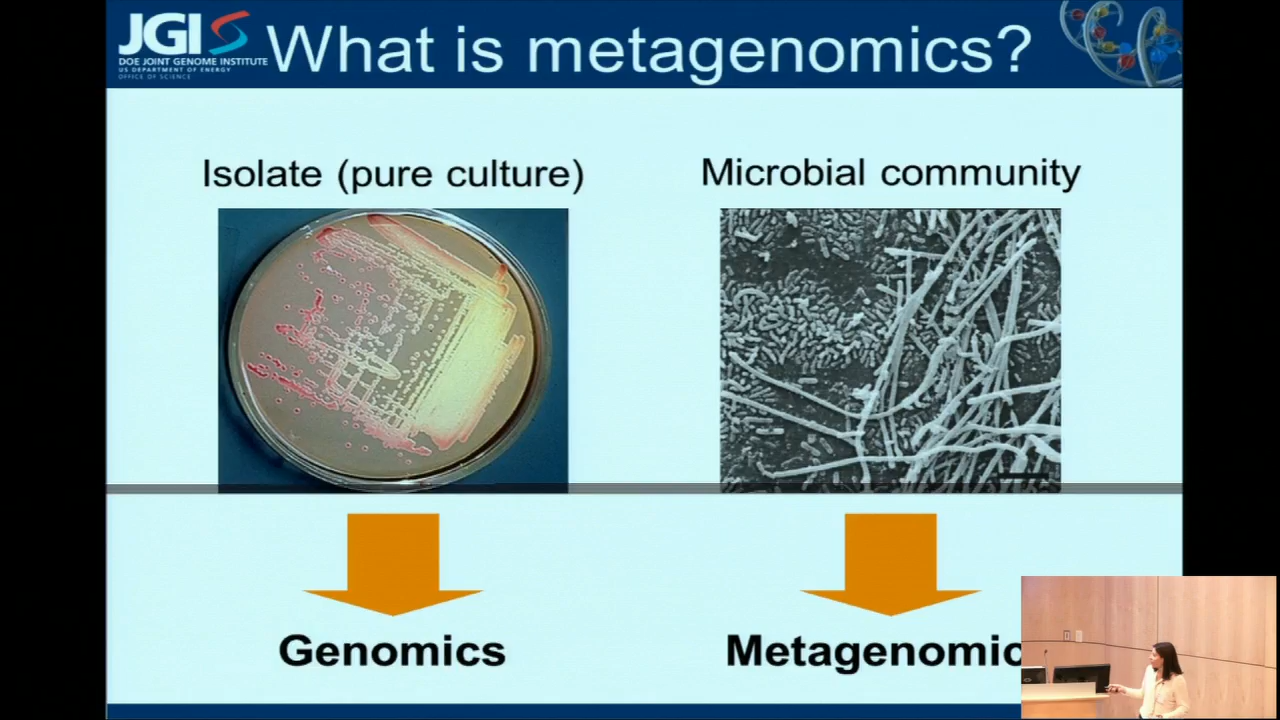 JGI
DOE JOINT GENOME INSTITUTE
US DEPARTMENT OF ENERGY
OFFICE OF SCIENCE
What is metagenomics?
Isolate (pure culture)
Microbial community
Genomics
Metagenomic